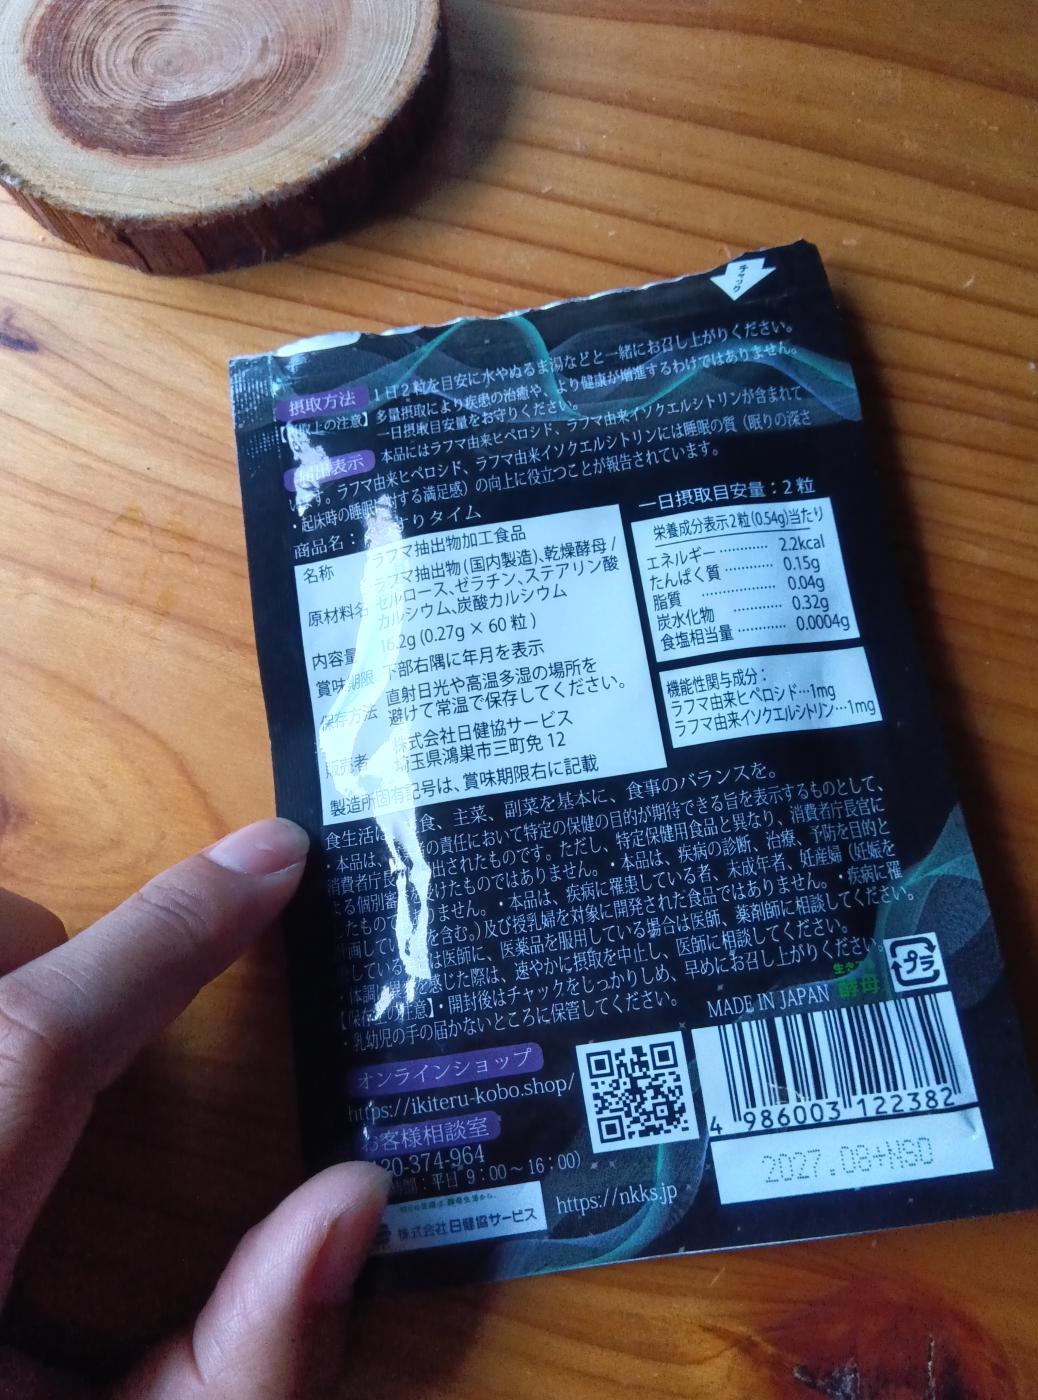 チャック
摂取方法 1日2粒を目安に水やぬるま湯などと一緒にお召し上がりください。
上の注意】多量摂取により疾患の治癒や、より健康が増進するわけではありません。
一日摂取目安量をお守りください。
表示 本品にはラフマ由来ヒペロシド、ラフマ由来イソクエルシトリンが含まれて
す。ラフマ由来ヒペロシド、ラフマ由来イソクエルシトリンには睡眠の質（眠りの深さ
・起床時の睡眠 する満足感）の向上に役立つことが報告されています。
商品名： りタイム
名称 ラフマ抽出物加工食品
原材料名 ラフマ抽出物(国内製造)、乾燥酵母/
セルロース、ゼラチン、ステアリン酸
カルシウム、炭酸カルシウム
内容量 16.2g (0.27g × 60 粒 )
賞味期限 下部右隅に年月を表示
保存方法 直射日光や高温多湿の場所を
避けて常温で保存してください。
販売者 株式会社日健協サービス
埼玉県鴻巣市三町免 12
製造所固有記号は、賞味期限右に記載
一日摂取目安量：2 粒
栄養成分表示2粒(0.54g)当たり
エネルギー ………… 2.2kcal
たんぱく質 ………… 0.15g
脂質 ………… 0.04g
炭水化物 ………… 0.32g
食塩相当量 ………… 0.0004g
機能性関与成分：
ラフマ由来ヒペロシド…1mg
ラフマ由来イソクエルシトリン…1mg
食生活は 食、主菜、副菜を基本に、食事のバランスを。
・本品は、 の責任において特定の保健の目的が期待できる旨を表示するものとして、
消費者庁長 出されたものです。ただし、特定保健用食品と異なり、消費者庁長官に
る個別審 けたものではありません。・本品は、疾病の診断、治療、予防を目的と
たもの ません。・本品は、疾病に罹患している者、未成年者、妊産婦（妊娠を
画して を含む。）及び授乳婦を対象に開発された食品ではありません。・疾病に罹
している は医師に、医薬品を服用している場合は医師、薬剤師に相談してください。
・体調 を感じた際は、速やかに摂取を中止し、医師に相談してください。
【保存 の注意】・開封後はチャックをしっかりしめ、早めにお召し上がりください。
・乳幼児の手の届かないところに保管してください。
プラ
酵母
MADE IN JAPAN
オンラインショップ
https://ikiteru-kobo.shop/
お客様相談室
20-374-964
：平日 9：00～16：00)
株式会社日健協サービス
https://nkks.jp
4 986003 122382
2027.08+NSD